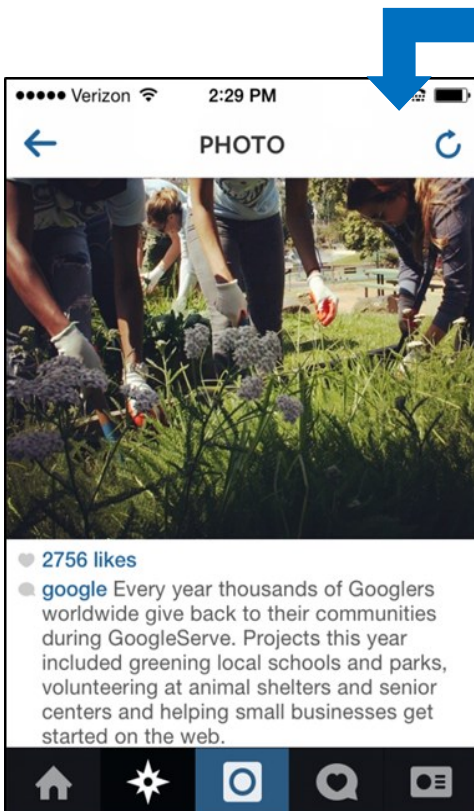 Verizon 2:29 PM
PHOTO
2756 likes
google Every year thousands of Googlers
worldwide give back to their communities
during GoogleServe. Projects this year
included greening local schools and parks,
volunteering at animal shelters and senior
centers and helping small businesses get
started on the web.